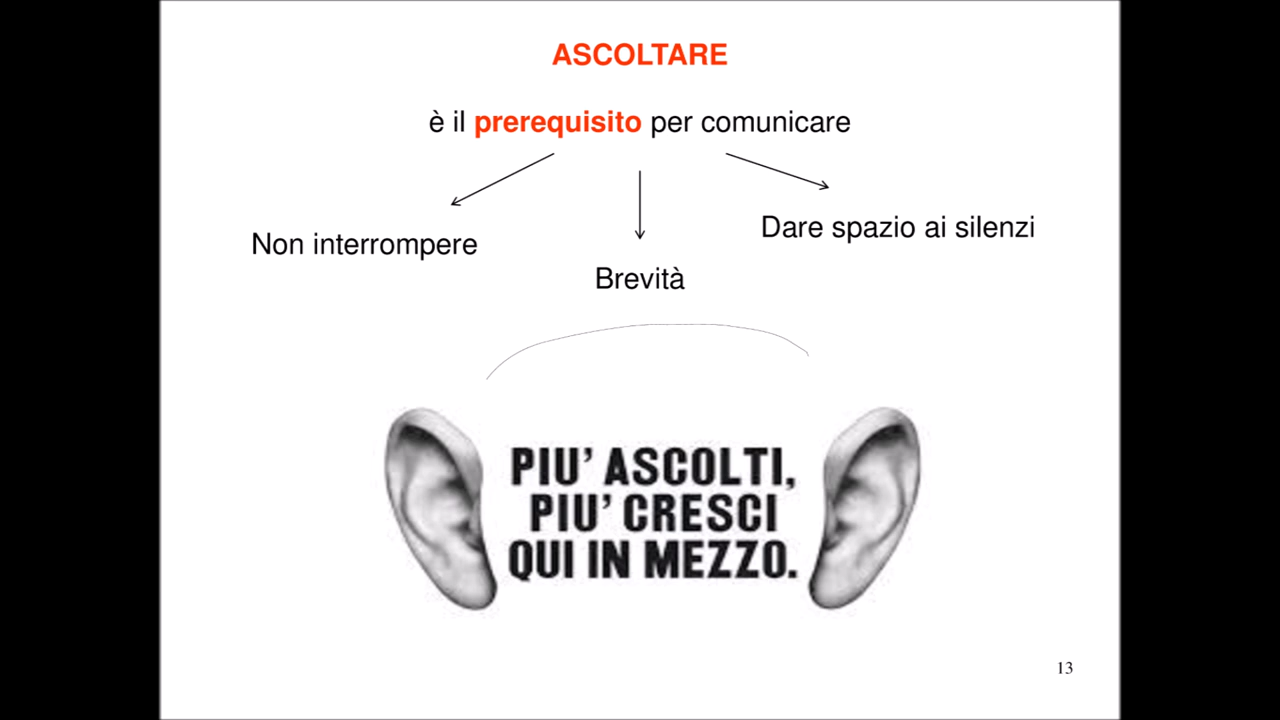 ASCOLTARE
è il prerequisito per comunicare
Non interrompere
Brevità
Dare spazio ai silenzi
PIU' ASCOLTI,
PIU' CRESCI
QUI IN MEZZO.
13